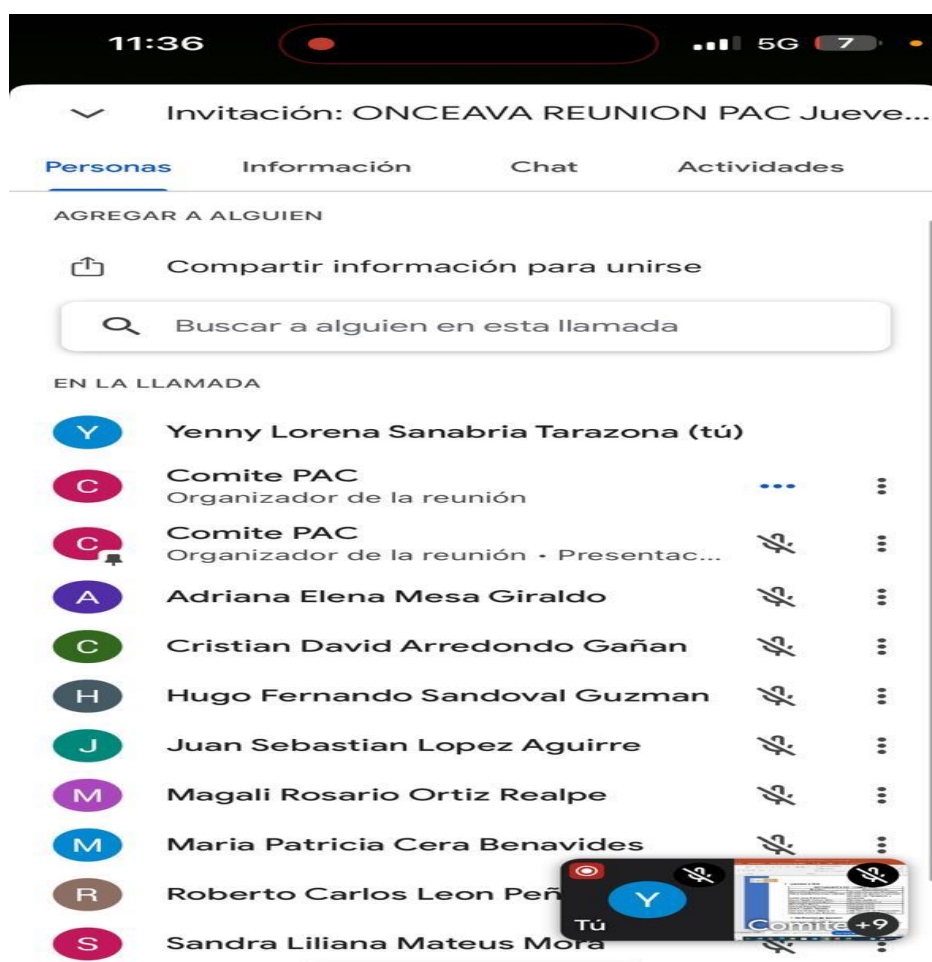 11:36
5G 7
Invitación: ONCEAVA REUNION PAC Jueve...
Personas Información Chat Actividades
AGREGAR A ALGUIEN
Compartir información para unirse
Buscar a alguien en esta llamada
EN LA LLAMADA
Y Yenny Lorena Sanabria Tarazona (tú)
C Comite PAC
Organizador de la reunión
C Comite PAC
Organizador de la reunión • Presentac...
A Adriana Elena Mesa Giraldo
C Cristian David Arredondo Gañan
H Hugo Fernando Sandoval Guzman
J Juan Sebastian Lopez Aguirre
M Magali Rosario Ortiz Realpe
M Maria Patricia Cera Benavides
R Roberto Carlos Leon Peñ
Y
Tú Comite +9
S Sandra Liliana Mateus Mora